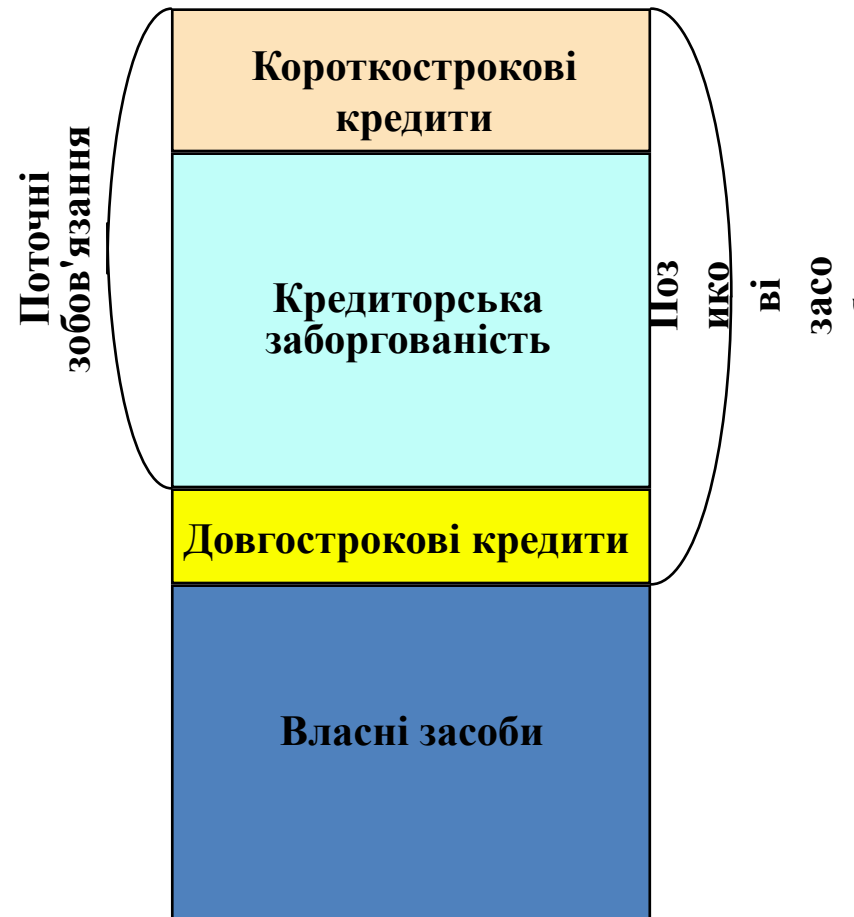 Короткострокові
кредити
Поточні
зобов'язання
Кредиторська
заборгованість
Поз
ико
ві
засо
Довгострокові кредити
Власні засоби